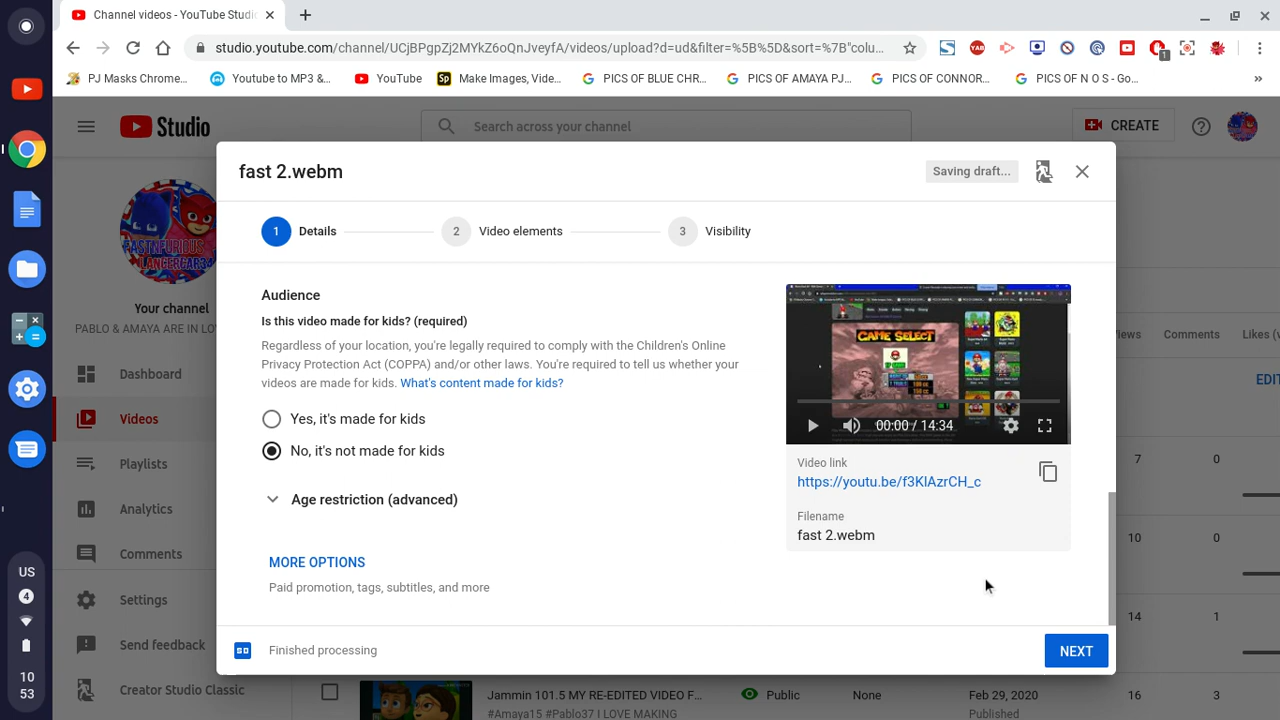 Channel videos - YouTube Studio
studio.youtube.com/channel/UCjBPgpZj2MYkZ6oQnJveyfA/videos/upload?d=ud&filter=%5B%5D&sort=%7B"colu...
ABP
1
PJ Masks Chrome...
Youtube to MP3 &...
YouTube
Sp Make Images, Vide...
PICS OF BLUE CHR...
PICS OF AMAYA PJ...
PICS OF CONNOR...
PICS OF N O S - Go...
»
Studio
Search across your channel
CREATE
fast 2.webm
Saving draft...
1 Details
2 Video elements
3 Visibility
FASTNFURIOUS
LANCERCAR34
Your channel
PABLO & AMAYA ARE IN LO
Dashboard
Videos
Playlists
Analytics
Comments
Settings
Send feedback
Creator Studio Classic
Audience
Is this video made for kids? (required)
Regardless of your location, you're legally required to comply with the Children's Online
Privacy Protection Act (COPPA) and/or other laws. You're required to tell us whether your
videos are made for kids. What's content made for kids?
Yes, it's made for kids
No, it's not made for kids
Age restriction (advanced)
MORE OPTIONS
Paid promotion, tags, subtitles, and more
GAME SELECT
00:00 / 14:34
Video link
https://youtu.be/f3KlAzrCH_c
Filename
fast 2.webm
SD Finished processing
NEXT
Views Comments Likes (v
EDIT
7 0
10 0
14 1
Jammin 101.5 MY RE-EDITED VIDEO F...
Public
None
Feb 29, 2020
16 3
#Amaya15 #Pablo37 I LOVE MAKING
Published
US
4
10
53